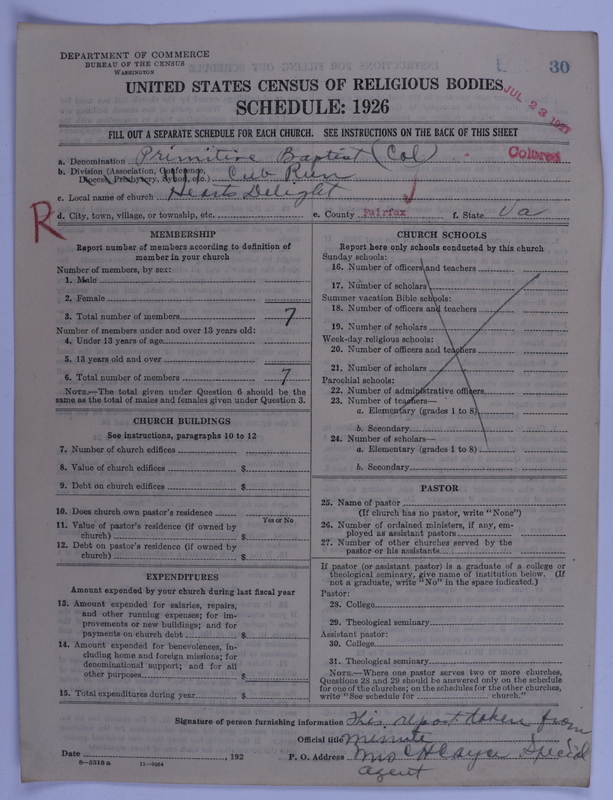 DEPARTMENT OF COMMERCE
BUREAU OF THE CENSUS
WASHINGTON
30
UNITED STATES CENSUS OF RELIGIOUS BODIES
SCHEDULE: 1926
JUL 23 1927
FILL OUT A SEPARATE SCHEDULE FOR EACH CHURCH. SEE INSTRUCTIONS ON THE BACK OF THIS SHEET
a. Denomination Primitive Baptist (Col) Colored
b. Division (Association, Conference,
Diocese, Presbytery, Synod, etc.) Cub Run
c. Local name of church Hearts Delight
R
d. City, town, village, or township, etc. e. County Fairfax f. State Va
MEMBERSHIP
Report number of members according to definition of
member in your church
Number of members, by sex:
1. Male
2. Female
3. Total number of members 7
Number of members under and over 13 years old:
4. Under 13 years of age
5. 13 years old and over
6. Total number of members 7
NOTE.—The total given under Question 6 should be the
same as the total of males and females given under Question 3.
CHURCH BUILDINGS
See instructions, paragraphs 10 to 12
7. Number of church edifices
8. Value of church edifices $
9. Debt on church edifices $
10. Does church own pastor's residence
Yes or No
11. Value of pastor's residence (if owned by
church) $
12. Debt on pastor's residence (if owned by
church) $
EXPENDITURES
Amount expended by your church during last fiscal year
13. Amount expended for salaries, repairs,
and other running expenses; for im-
provements or new buildings; and for
payments on church debt $
14. Amount expended for benevolences, in-
cluding home and foreign missions; for
denominational support; and for all
other purposes $
15. Total expenditures during year $
CHURCH SCHOOLS
Report here only schools conducted by this church
Sunday schools:
16. Number of officers and teachers
17. Number of scholars
Summer vacation Bible schools:
18. Number of officers and teachers
19. Number of scholars
Week-day religious schools:
20. Number of officers and teachers
21. Number of scholars
Parochial schools:
22. Number of administrative officers
23. Number of teachers—
a. Elementary (grades 1 to 8)
b. Secondary
24. Number of scholars—
a. Elementary (grades 1 to 8)
b. Secondary
PASTOR
25. Name of pastor
(If church has no pastor, write "None")
26. Number of ordained ministers, if any, em-
ployed as assistant pastors
27. Number of other churches served by the
pastor or his assistants
If pastor (or assistant pastor) is a graduate of a college or
theological seminary, give name of institution below. (If
not a graduate, write "No" in the space indicated.)
Pastor:
28. College
29. Theological seminary
Assistant pastor:
30. College
31. Theological seminary
NOTE.—Where one pastor serves two or more churches,
Questions 28 and 29 should be answered only on the schedule
for one of the churches; on the schedules for the other churches,
write "See schedule for church."
Signature of person furnishing information This report taken from
Official title minute
Date , 192 P. O. Address Mrs C H Special
agent
8—5518a 11—9264